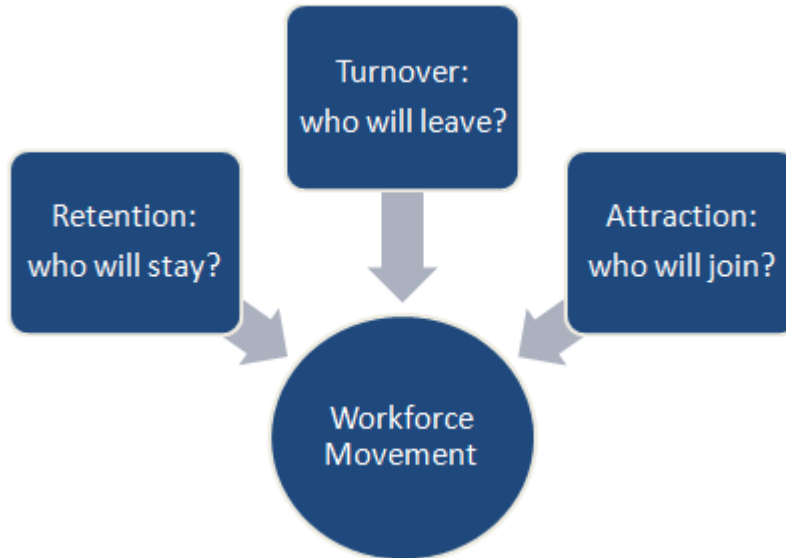 Turnover:
who will leave?
Retention:
who will stay?
Attraction:
who will join?
Workforce
Movement